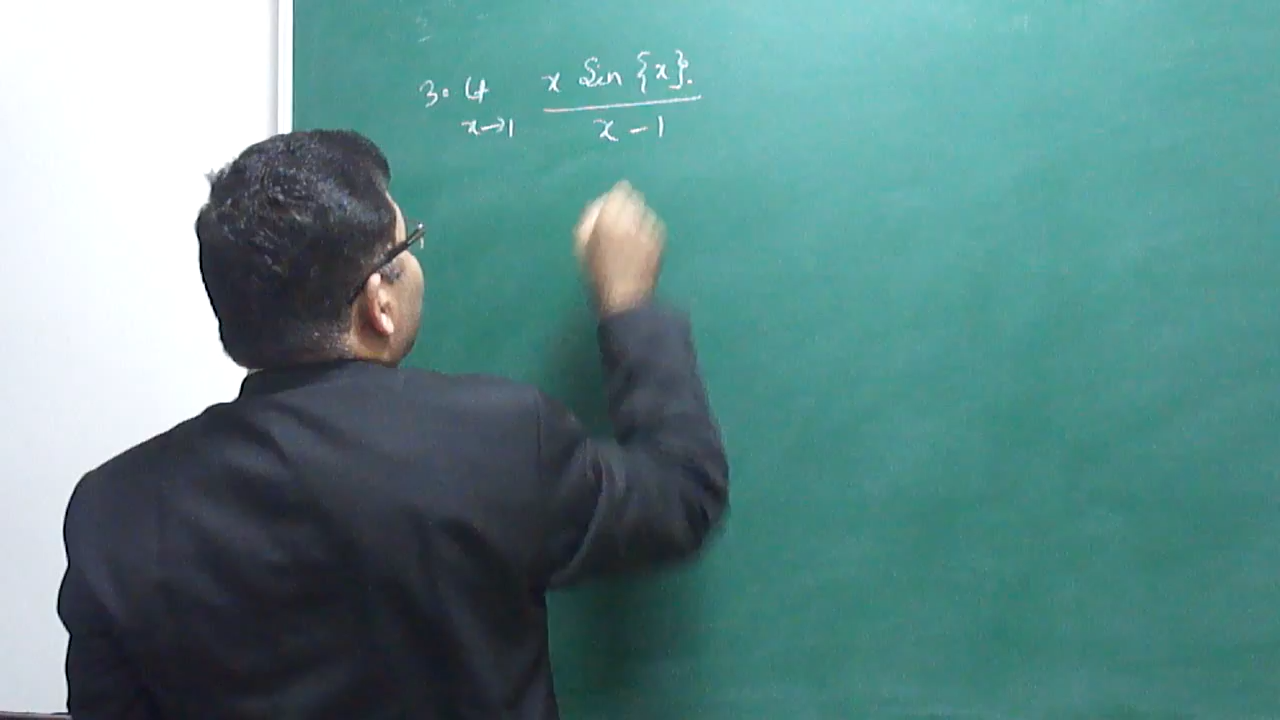 3. Lt x Sin {x}.
x→1 x - 1